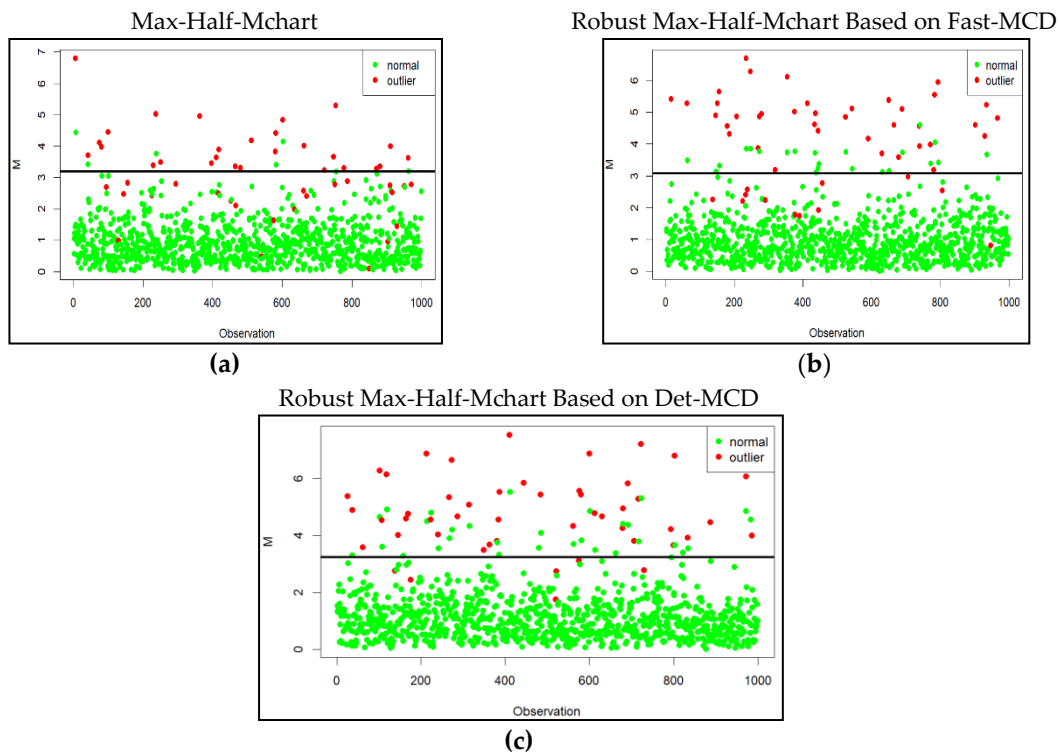 Max-Half-Mchart
7
6
5
4
3
2
1
0
M
normal
outlier
0 200 400 600 800 1000
Observation
(a)
Robust Max-Half-Mchart Based on Fast-MCD
6
5
4
3
2
1
0
M
normal
outlier
0 200 400 600 800 1000
Observation
(b)
Robust Max-Half-Mchart Based on Det-MCD
6
4
2
0
M
normal
outlier
0 200 400 600 800 1000
Observation
(c)